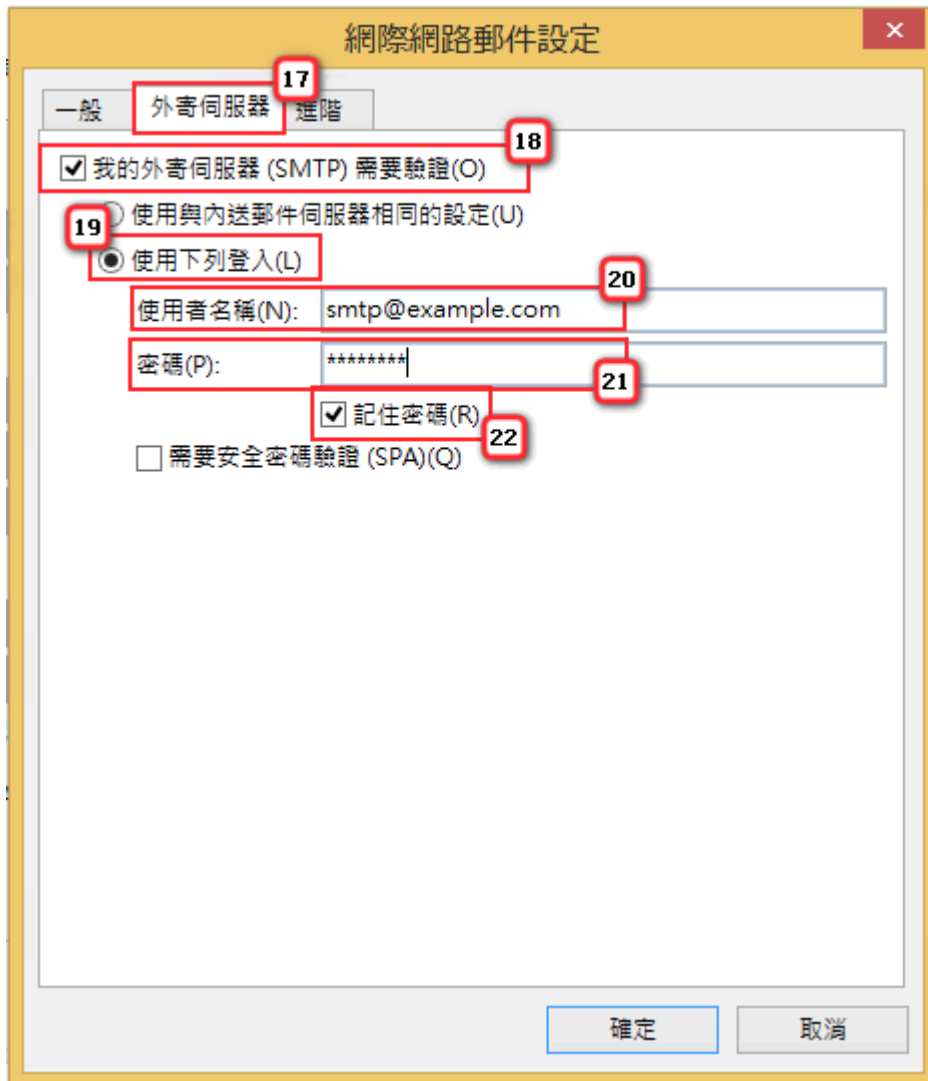 網際網路郵件設定
17
一般 外寄伺服器 進階
18
我的外寄伺服器 (SMTP) 需要驗證(O)
使用與內送郵件伺服器相同的設定(U)
19
使用下列登入(L)
20
使用者名稱(N): smtp@example.com
密碼(P): ********
21
記住密碼(R)
22
需要安全密碼驗證 (SPA)(Q)
確定 取消